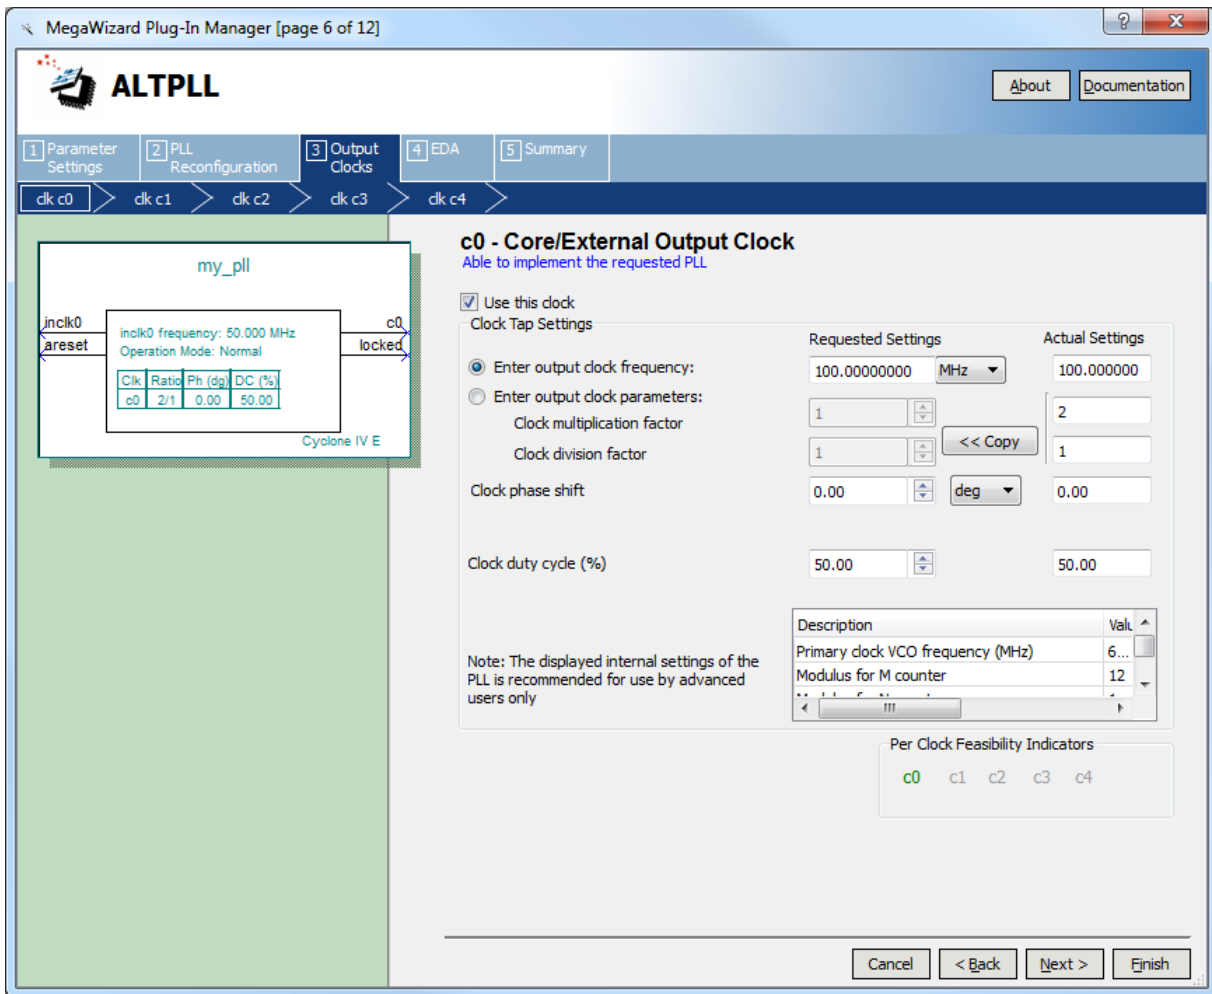 MegaWizard Plug-In Manager [page 6 of 12]
ALTPLL
About
Documentation
1 Parameter Settings
2 PLL Reconfiguration
3 Output Clocks
4 EDA
5 Summary
clk c0
clk c1
clk c2
clk c3
clk c4
my_pll
inclk0
areset
c0
locked
inclk0 frequency: 50.000 MHz
Operation Mode: Normal
Clk Ratio Ph (dg) DC (%)
c0 2/1 0.00 50.00
Cyclone IV E
c0 - Core/External Output Clock
Able to implement the requested PLL
Use this clock
Clock Tap Settings
Requested Settings
Actual Settings
Enter output clock frequency:
100.00000000
MHz
100.000000
Enter output clock parameters:
Clock multiplication factor
1
2
<< Copy
Clock division factor
1
1
Clock phase shift
0.00
deg
0.00
Clock duty cycle (%)
50.00
50.00
Note: The displayed internal settings of the
PLL is recommended for use by advanced
users only
Description
Valu
Primary clock VCO frequency (MHz)
6...
Modulus for M counter
12
Per Clock Feasibility Indicators
c0 c1 c2 c3 c4
Cancel
< Back
Next >
Finish